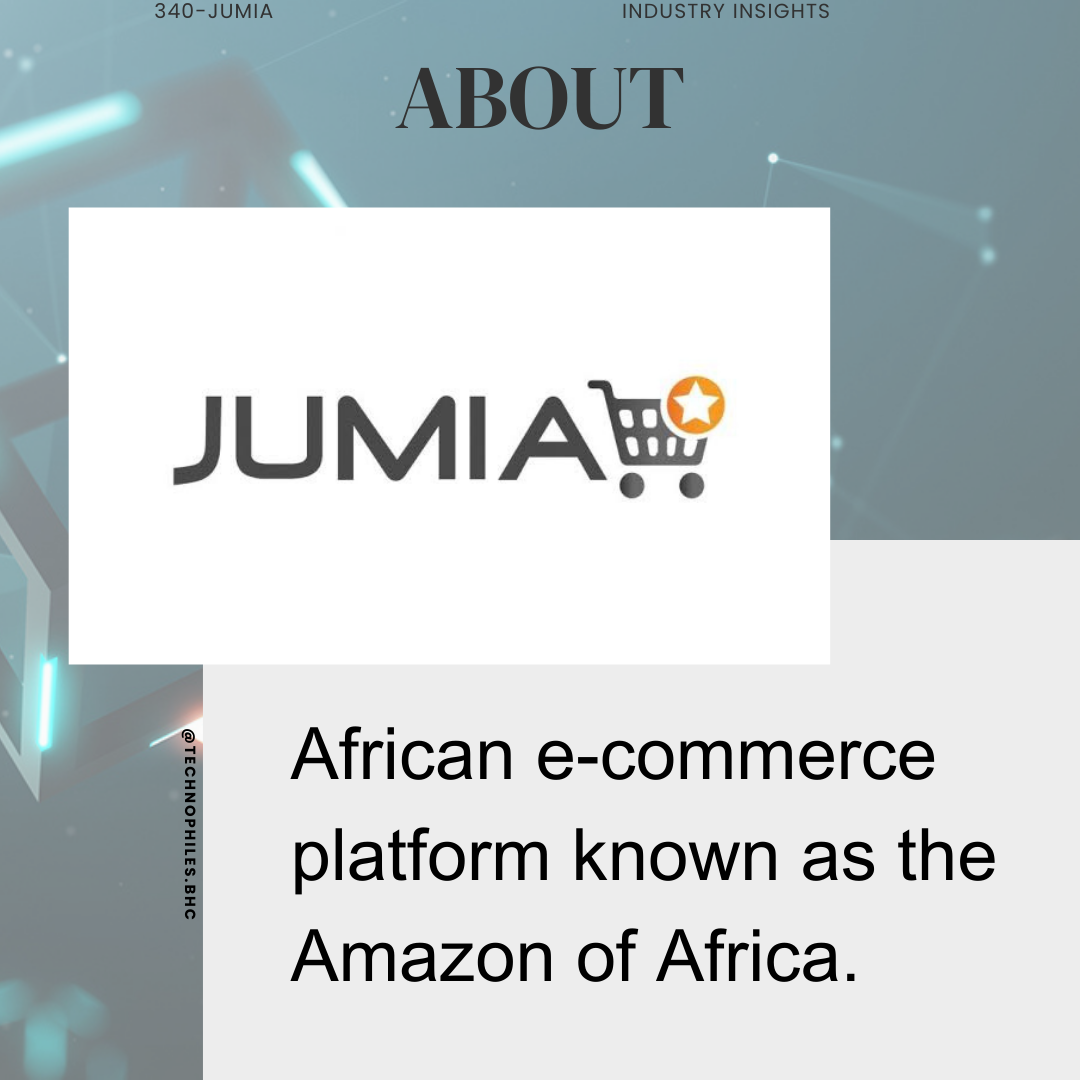 340-JUMIA
INDUSTRY INSIGHTS
ABOUT
JUMIA
African e-commerce
platform known as the
Amazon of Africa.
@TECHNOPHILES.BHC